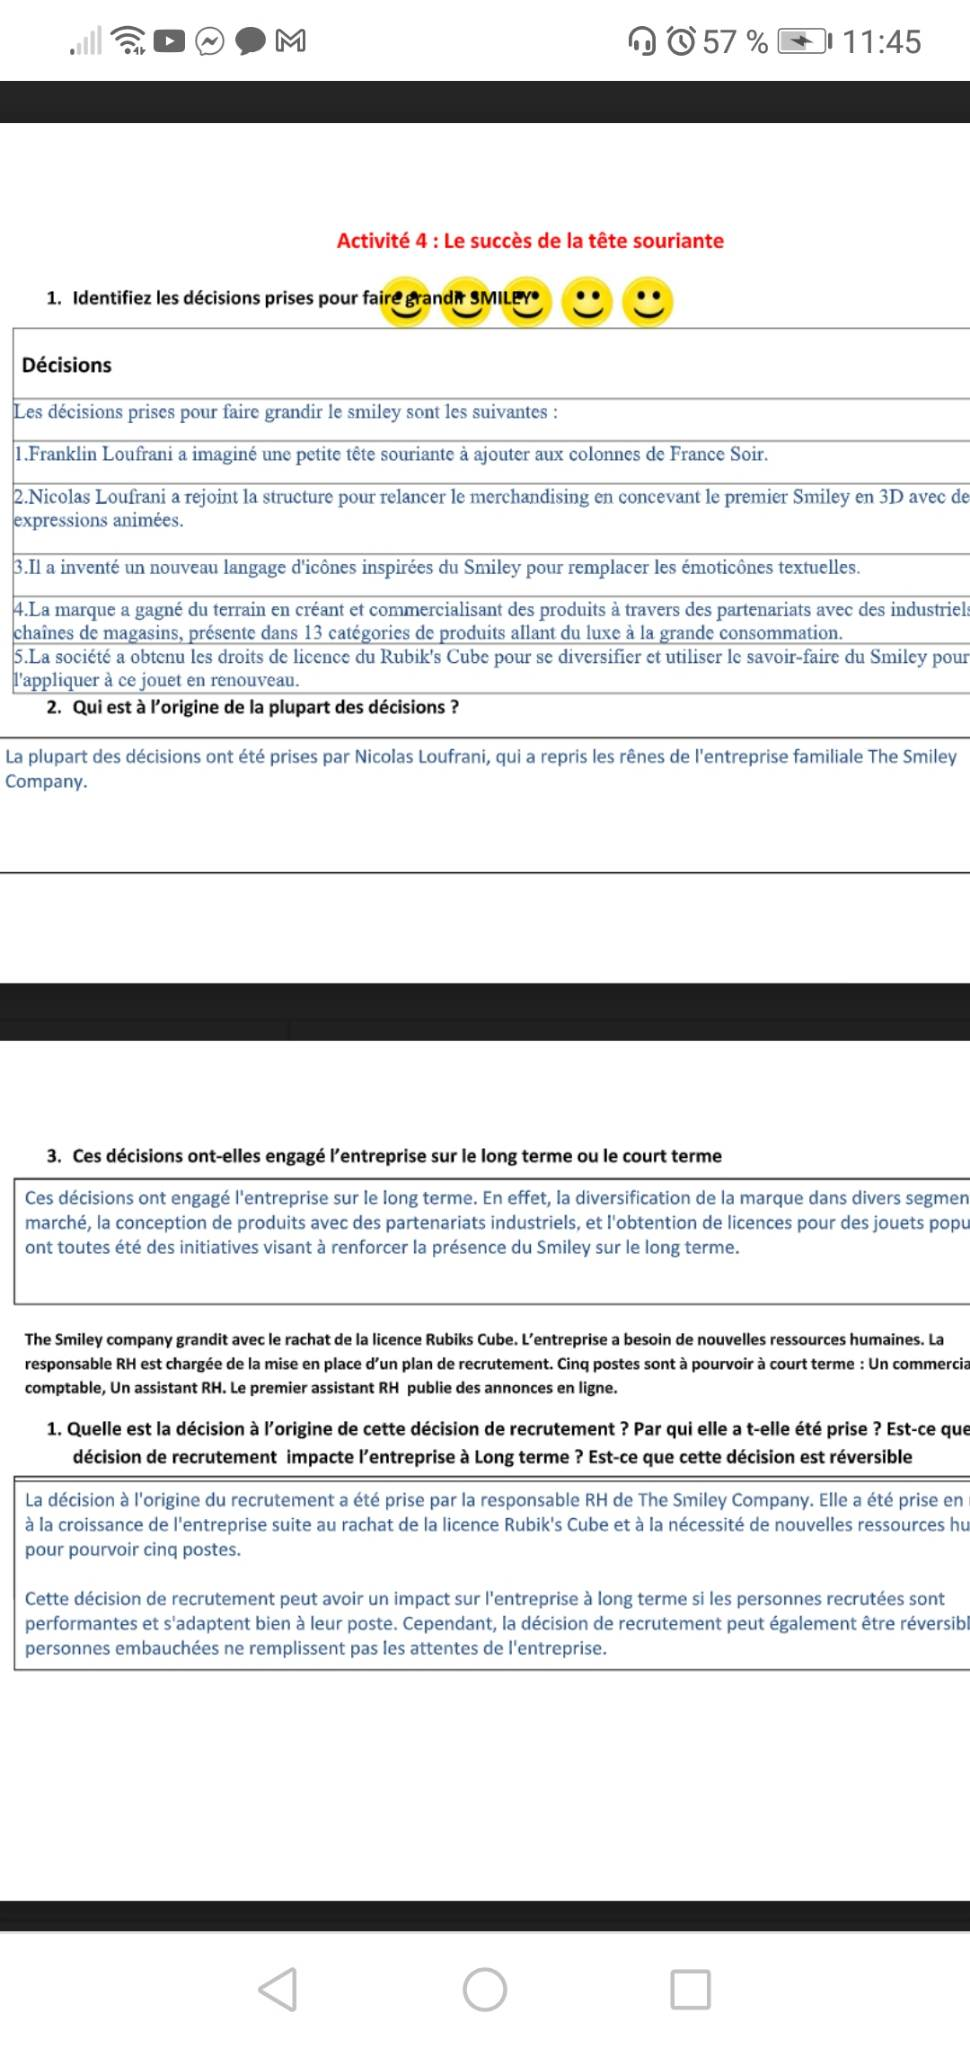 57 % 11:45
Activité 4 : Le succès de la tête souriante
1. Identifiez les décisions prises pour faire grandir SMILEY
Décisions
Les décisions prises pour faire grandir le smiley sont les suivantes :
1.Franklin Loufrani a imaginé une petite tête souriante à ajouter aux colonnes de France Soir.
2.Nicolas Loufrani a rejoint la structure pour relancer le merchandising en concevant le premier Smiley en 3D avec de
expressions animées.
3.Il a inventé un nouveau langage d'icônes inspirées du Smiley pour remplacer les émoticônes textuelles.
4.La marque a gagné du terrain en créant et commercialisant des produits à travers des partenariats avec des industriels
chaînes de magasins, présente dans 13 catégories de produits allant du luxe à la grande consommation.
5.La société a obtenu les droits de licence du Rubik's Cube pour se diversifier et utiliser le savoir-faire du Smiley pour
l'appliquer à ce jouet en renouveau.
2. Qui est à l’origine de la plupart des décisions ?
La plupart des décisions ont été prises par Nicolas Loufrani, qui a repris les rênes de l'entreprise familiale The Smiley
Company.
3. Ces décisions ont-elles engagé l’entreprise sur le long terme ou le court terme
Ces décisions ont engagé l'entreprise sur le long terme. En effet, la diversification de la marque dans divers segmen
marché, la conception de produits avec des partenariats industriels, et l'obtention de licences pour des jouets popu
ont toutes été des initiatives visant à renforcer la présence du Smiley sur le long terme.
The Smiley company grandit avec le rachat de la licence Rubiks Cube. L’entreprise a besoin de nouvelles ressources humaines. La
responsable RH est chargée de la mise en place d’un plan de recrutement. Cinq postes sont à pourvoir à court terme : Un commercia
comptable, Un assistant RH. Le premier assistant RH publie des annonces en ligne.
1. Quelle est la décision à l’origine de cette décision de recrutement ? Par qui elle a t-elle été prise ? Est-ce que
décision de recrutement impacte l’entreprise à Long terme ? Est-ce que cette décision est réversible
La décision à l'origine du recrutement a été prise par la responsable RH de The Smiley Company. Elle a été prise en
à la croissance de l'entreprise suite au rachat de la licence Rubik's Cube et à la nécessité de nouvelles ressources hu
pour pourvoir cinq postes.
Cette décision de recrutement peut avoir un impact sur l'entreprise à long terme si les personnes recrutées sont
performantes et s'adaptent bien à leur poste. Cependant, la décision de recrutement peut également être réversibl
personnes embauchées ne remplissent pas les attentes de l'entreprise.